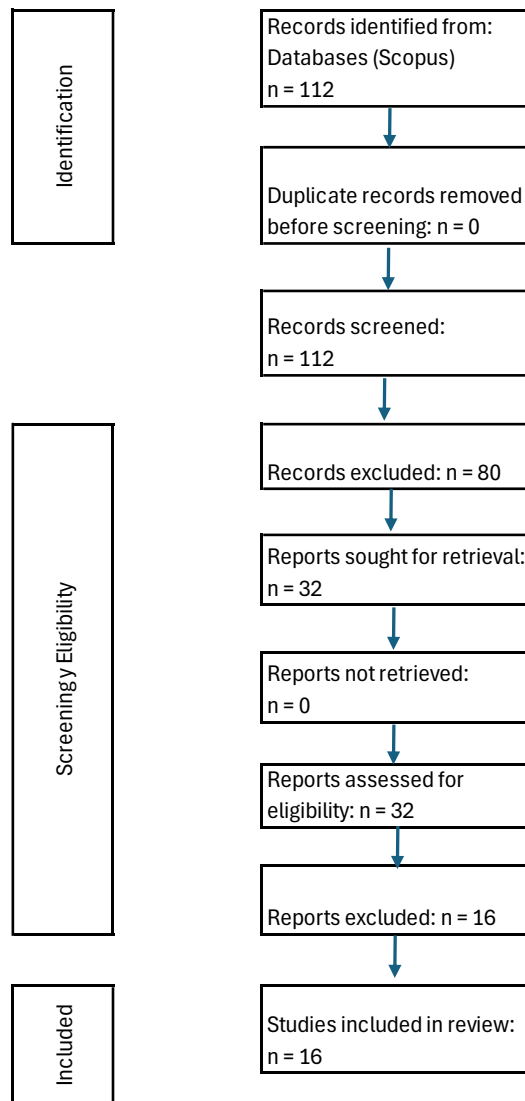 Identification
Records identified from:
Databases (Scopus)
n = 112
Duplicate records removed
before screening: n = 0
Records screened:
n = 112
Screening y Eligibility
Records excluded: n = 80
Reports sought for retrieval:
n = 32
Reports not retrieved:
n = 0
Reports assessed for
eligibility: n = 32
Reports excluded: n = 16
Included
Studies included in review:
n = 16